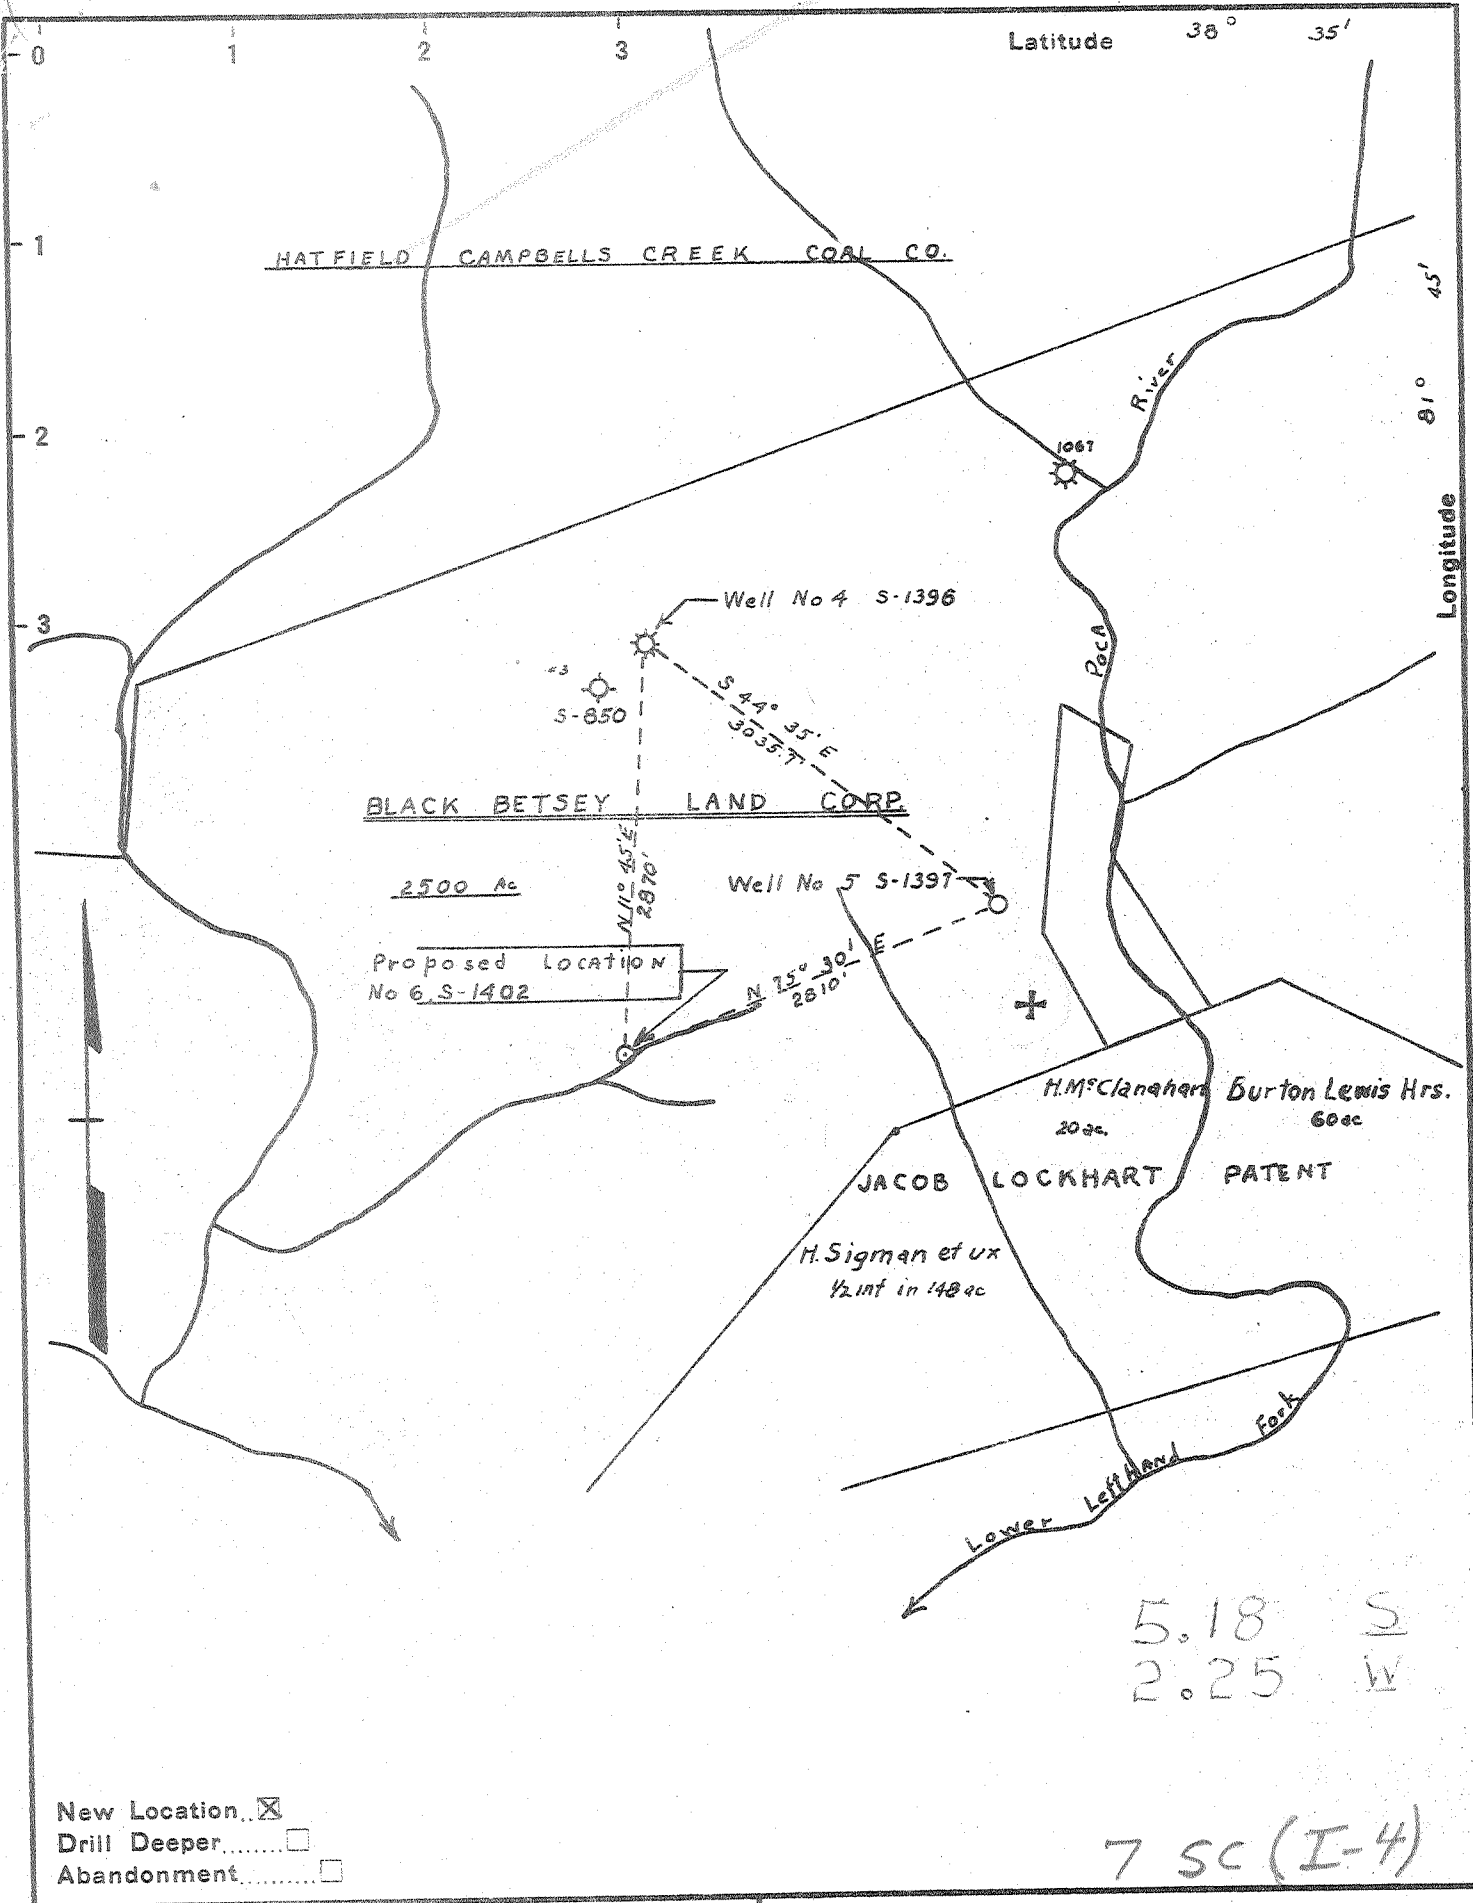 0 1 2 3 Latitude 38° 35'
1
HATFIELD CAMPBELLS CREEK COAL CO.
45'
81°
Longitude
2
River
1067
3
Well No 4 S-1396
Poca
#3
S-850
S 44° 35' E
3035.7'
BLACK BETSEY LAND CORP.
N 11° 45' E
2870'
2500 Ac
Well No 5 S-1397
Proposed LOCATION
No 6 S-1402
N 75° 30' E
2810'
H. McClanahan
20 ac.
Burton Lewis Hrs.
60 ac
JACOB LOCKHART PATENT
H. Sigman et ux
1/2 int in 148 ac
Lower Left Hand Fork
5.18 S
2.25 W
New Location..☒
Drill Deeper........☐
Abandonment..........☐
7 SC (I-4)